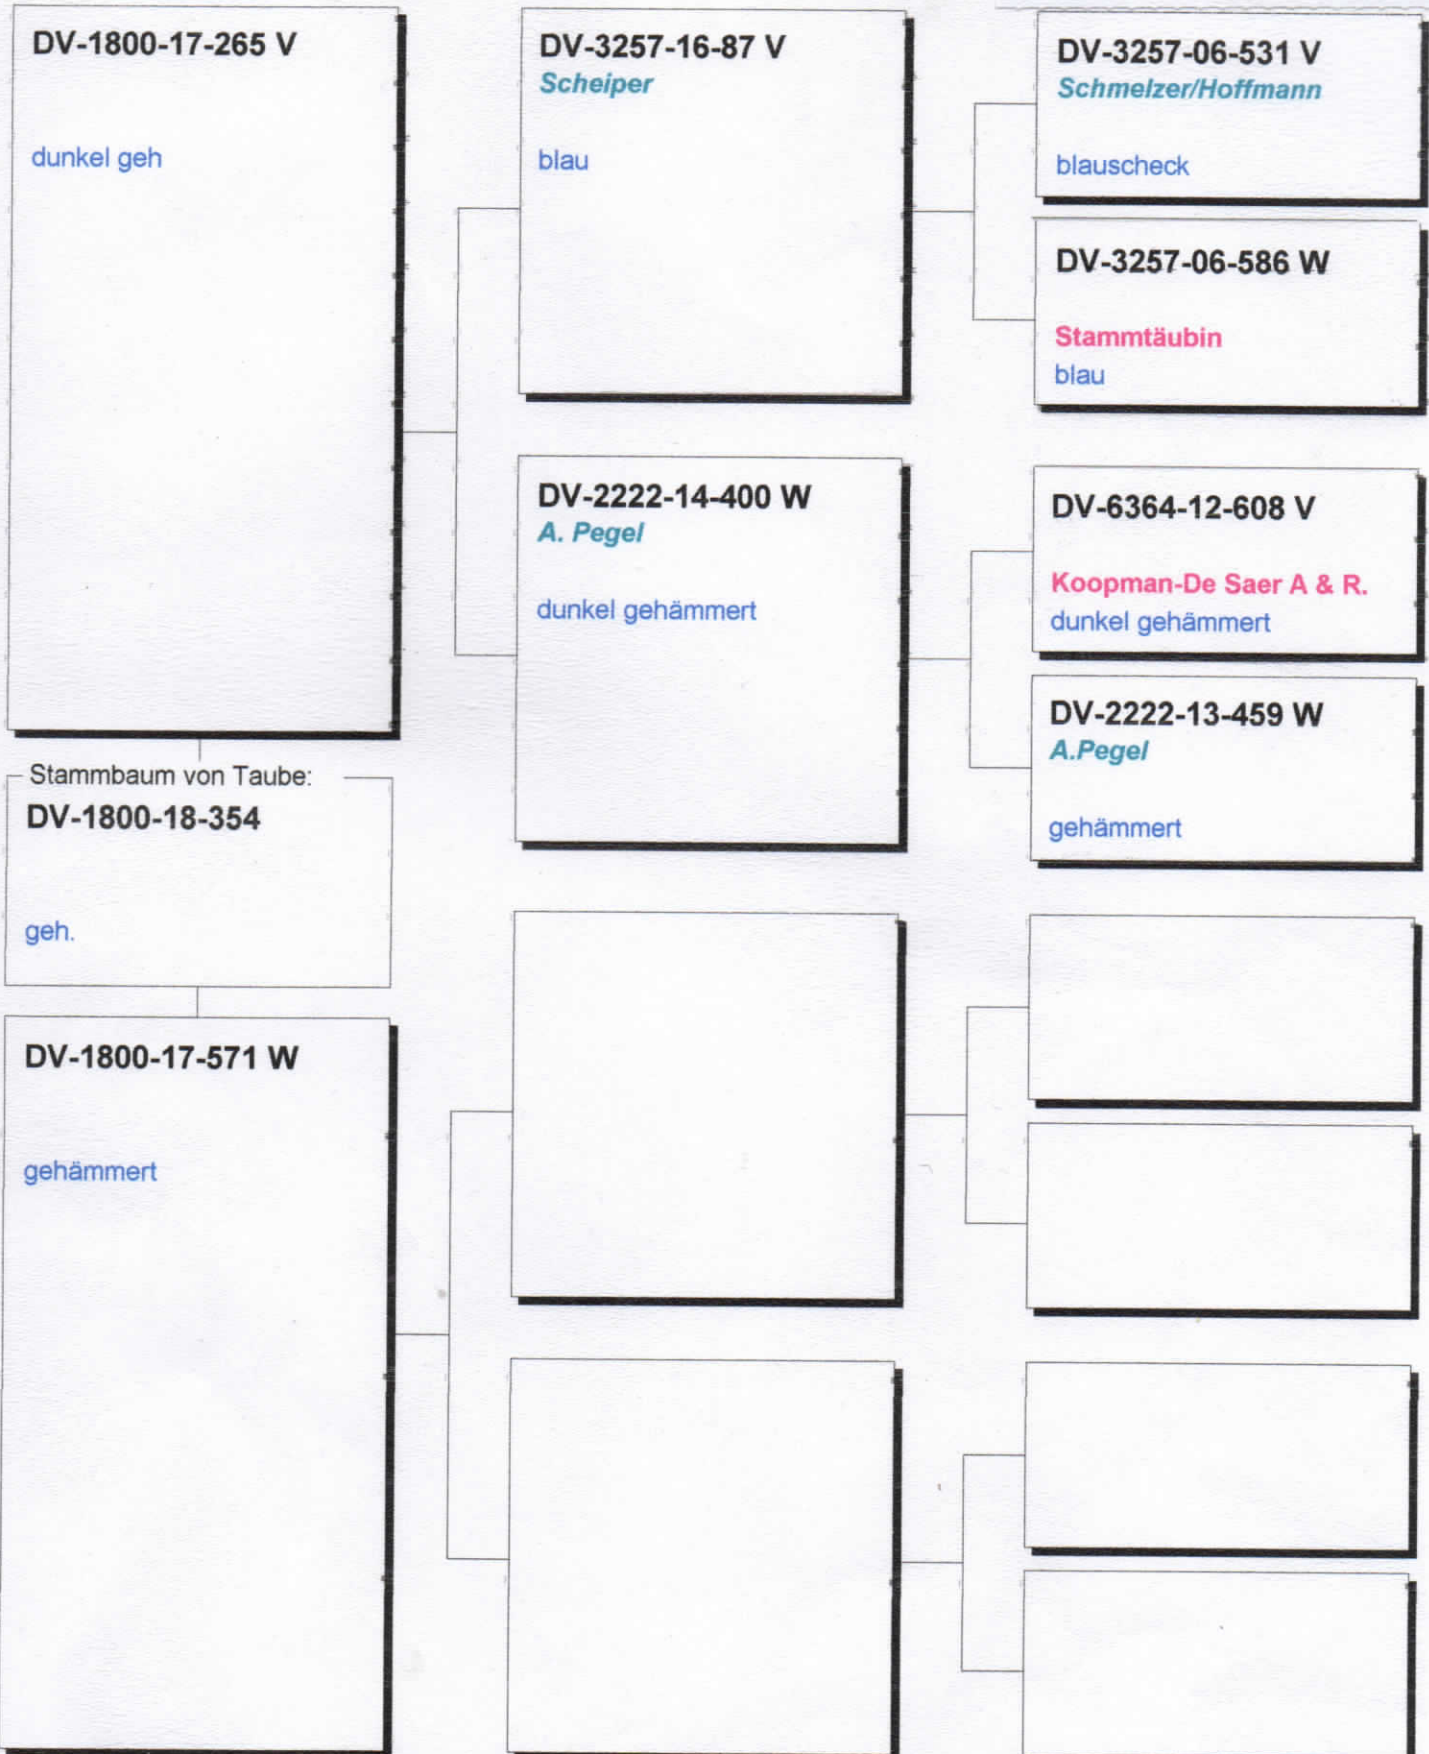 DV-1800-17-265 V
dunkel geh
DV-3257-16-87 V
Scheiper
blau
DV-3257-06-531 V
Schmelzer/Hoffmann
blauscheck
DV-3257-06-586 W
Stammtäubin
blau
DV-2222-14-400 W
A. Pegel
dunkel gehämmert
DV-6364-12-608 V
Koopman-De Saer A & R.
dunkel gehämmert
DV-2222-13-459 W
A.Pegel
gehämmert
Stammbaum von Taube:
DV-1800-18-354
geh.
DV-1800-17-571 W
gehämmert